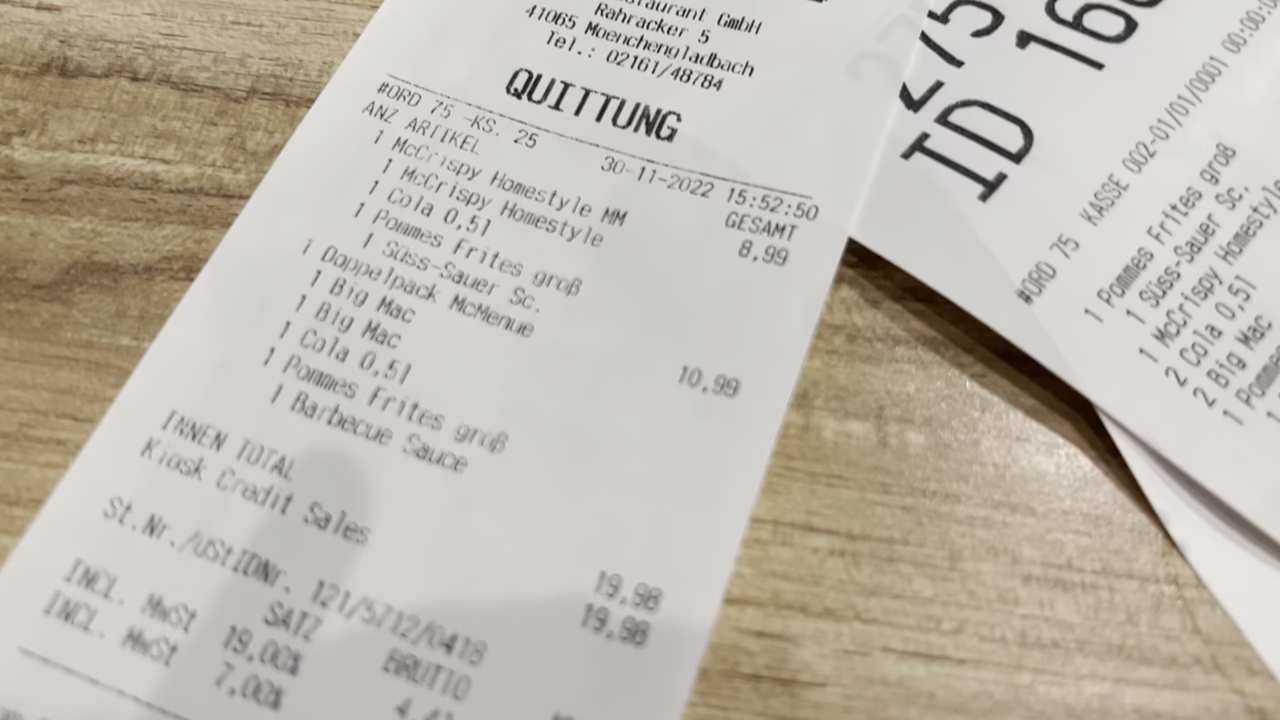 staurant GmbH
Rahracker 5
41065 Moenchengladbach
Tel.: 02161/48784
QUITTUNG
#ORD 75 -KS. 25 30-11-2022 15:52:50
ANZ ARTIKEL GESAMT
1 McCrispy Homestyle MM 8,99
1 McCrispy Homestyle
1 Cola 0,5l
1 Pommes Frites groß
1 Süss-Sauer Sc.
1 Doppelpack McMenue 10,99
1 Big Mac
1 Big Mac
1 Cola 0,5l
1 Pommes Frites groß
1 Barbecue Sauce
INNEN TOTAL 19,98
Kiosk Credit Sales 19,98
St.Nr./UStIDNr. 121/5712/0418
SATZ BRUTTO
INCL. MwSt 19,00%
INCL. MwSt 7,00%
275
ID 166
#ORD 75 KASSE 002-01/01/0001 00:00:0
1 Pommes Frites groß
1 Süss-Sauer Sc.
1 McCrispy Homestyle
2 Cola 0,5l
2 Big Mac
1 Pommes